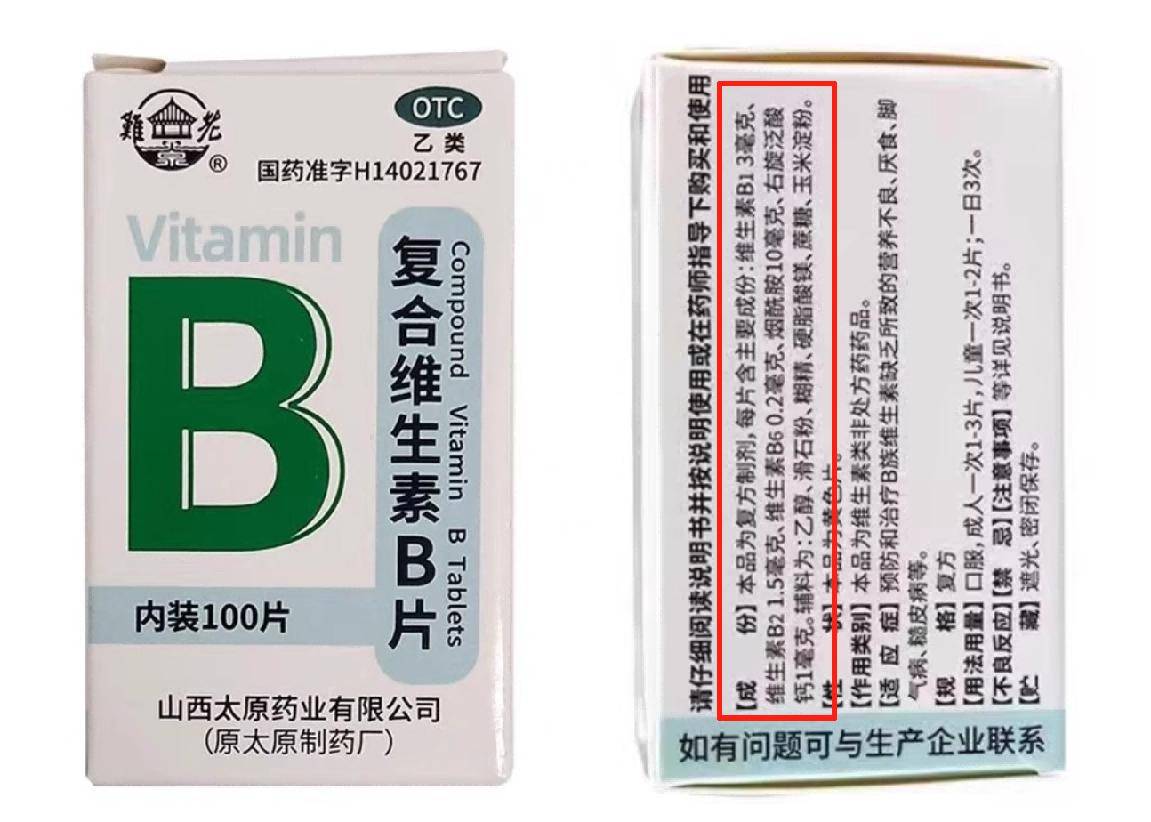 難老
®
OTC
乙类
国药准字H14021767
Vitamin
B
复合维生素B片
Compound Vitamin B Tablets
内装100片
山西太原药业有限公司
(原太原制药厂)
请仔细阅读说明书并按说明使用或在药师指导下购买和使用
【成 份】本品为复方制剂,每片含主要成份:维生素B1 3毫克、
维生素B2 1.5毫克、维生素B6 0.2毫克、烟酰胺10毫克、右旋泛酸
钙1毫克。辅料为:乙醇、滑石粉、糊精、硬脂酸镁、蔗糖、玉米淀粉。
【性 状】本品为黄色片。
【作用类别】本品为维生素类非处方药药品。
【适 应 症】预防和治疗B族维生素缺乏所致的营养不良、厌食、脚
气病、糙皮病等。
【规 格】复方
【用法用量】口服,成人一次1-3片,儿童一次1-2片;一日3次。
【不良反应】【禁 忌】【注意事项】等详见说明书。
【贮 藏】遮光、密闭保存。
如有问题可与生产企业联系